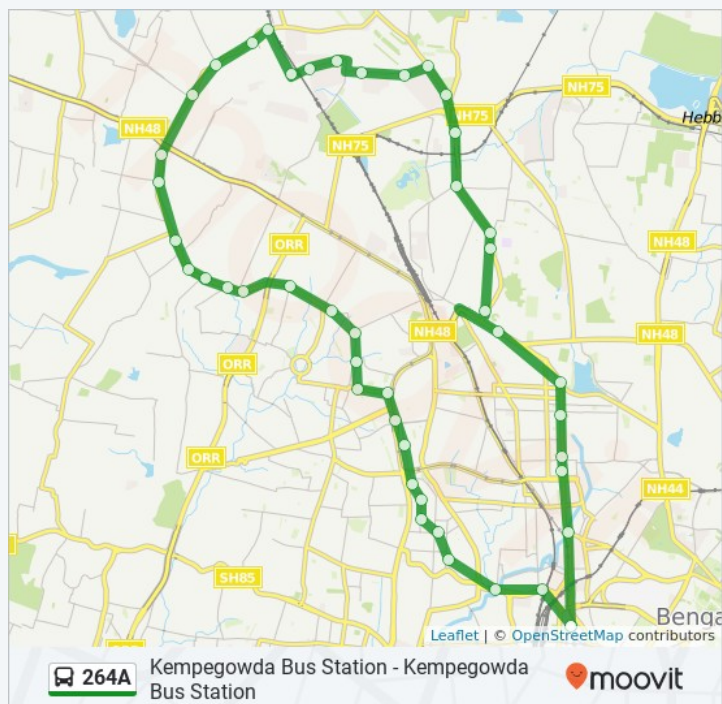 NH48
NH75
NH75
NH75
Hebb
ORR
NH48
NH48
NH48
ORR
ORR
NH44
SH85
Benga
Leaflet | © OpenStreetMap contributors
264A
Kempegowda Bus Station - Kempegowda
Bus Station
moovit